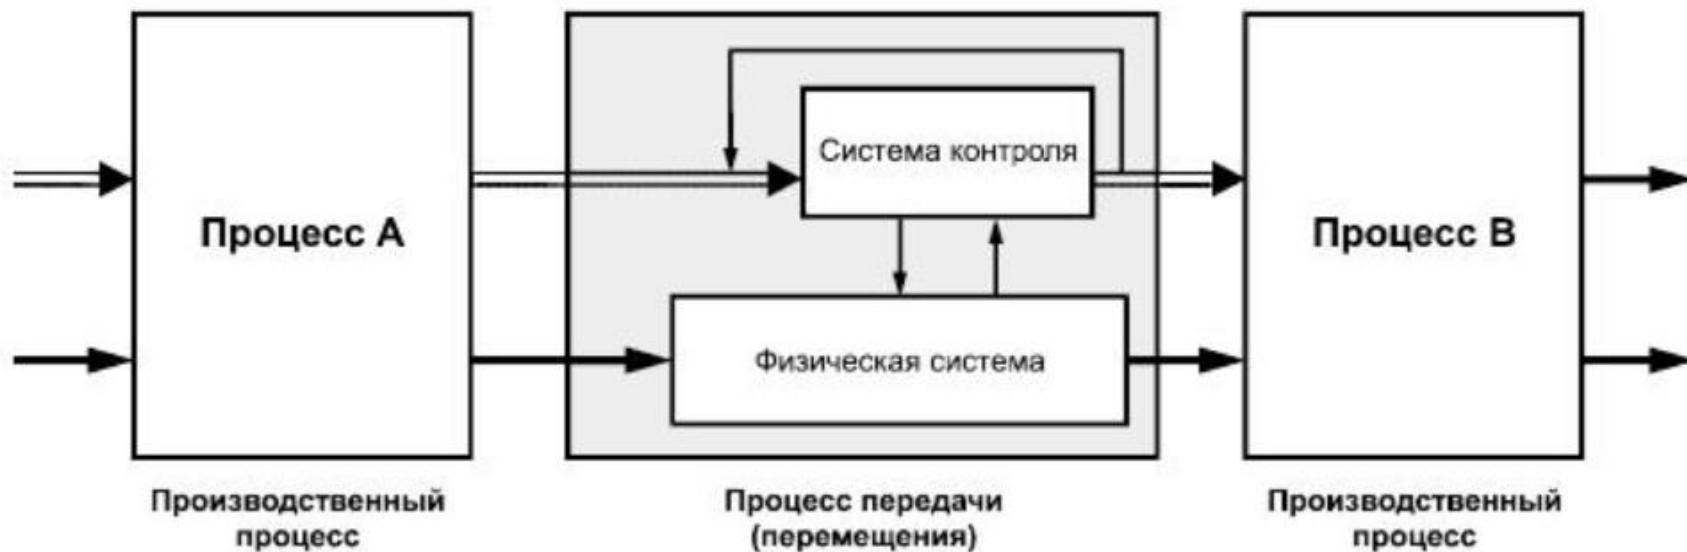 Процесс А
Система контроля
Физическая система
Процесс В
Производственный
процесс
Процесс передачи
(перемещения)
Производственный
процесс